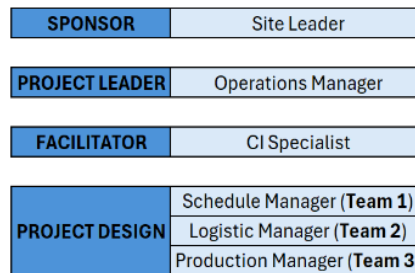 SPONSOR Site Leader
PROJECT LEADER Operations Manager
FACILITATOR CI Specialist
Schedule Manager (Team 1)
PROJECT DESIGN Logistic Manager (Team 2)
Production Manager (Team 3